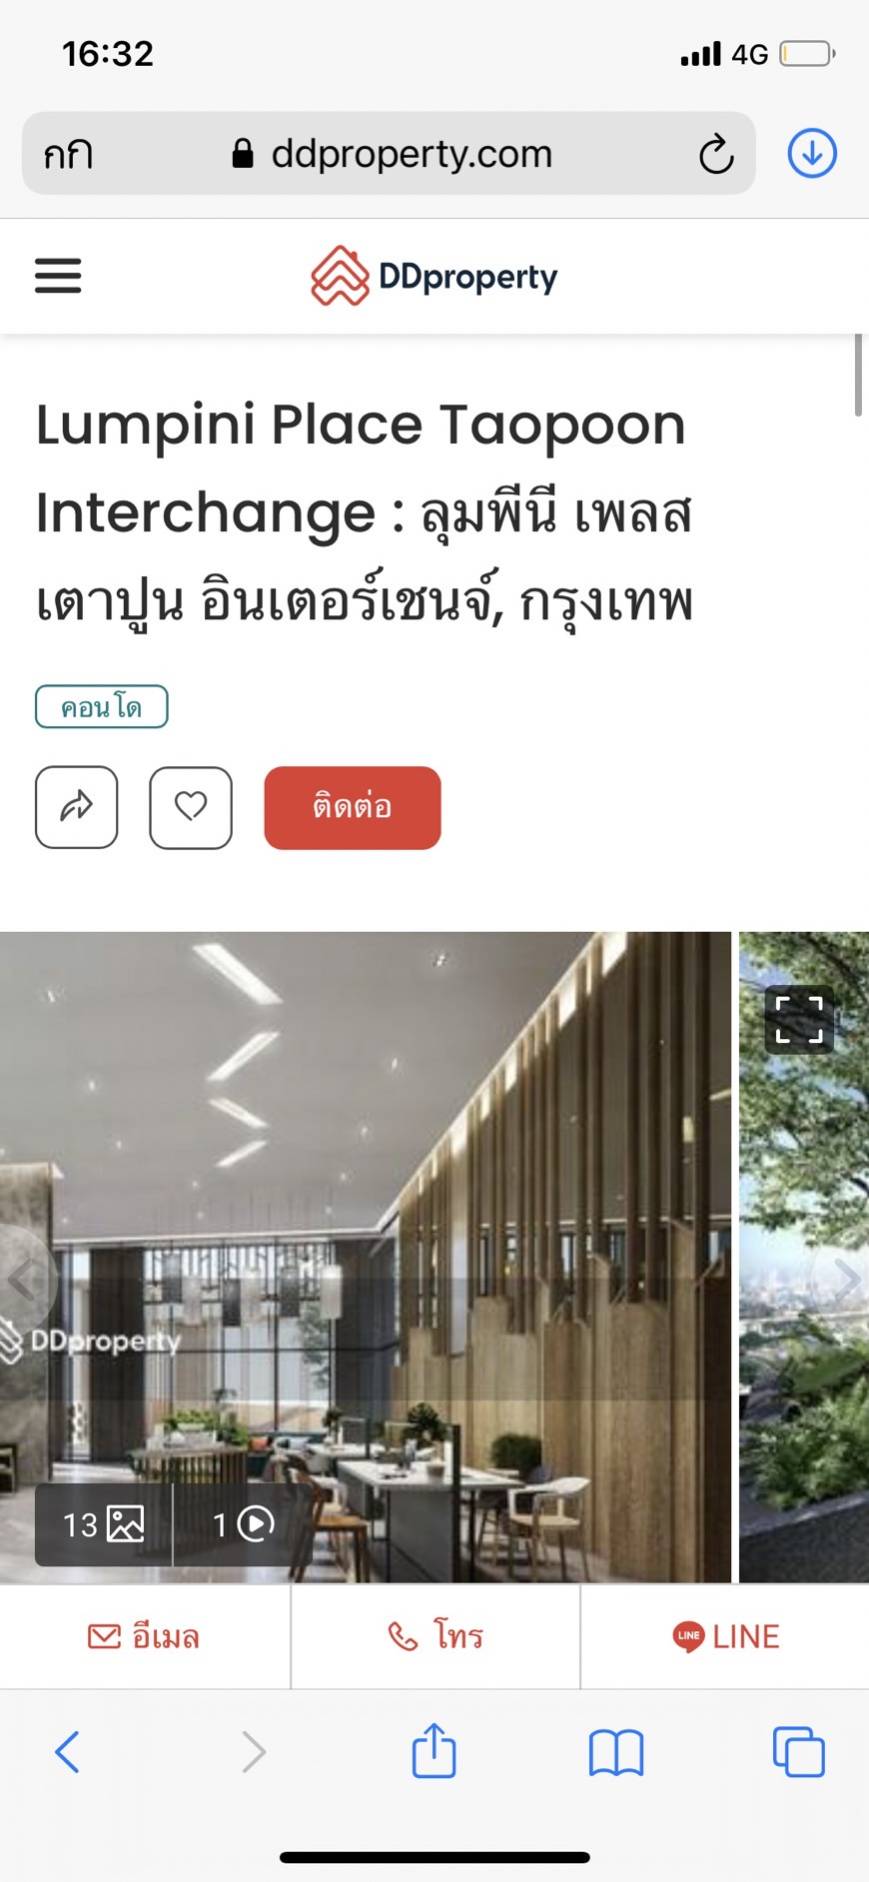 16:32
4G
กก
ddproperty.com
DDproperty
Lumpini Place Taopoon
Interchange : ลุมพีนี เพลส
เตาปูน อินเตอร์เชนจ์, กรุงเทพ
คอนโด
ติดต่อ
DDproperty
13
1
อีเมล
โทร
LINE LINE